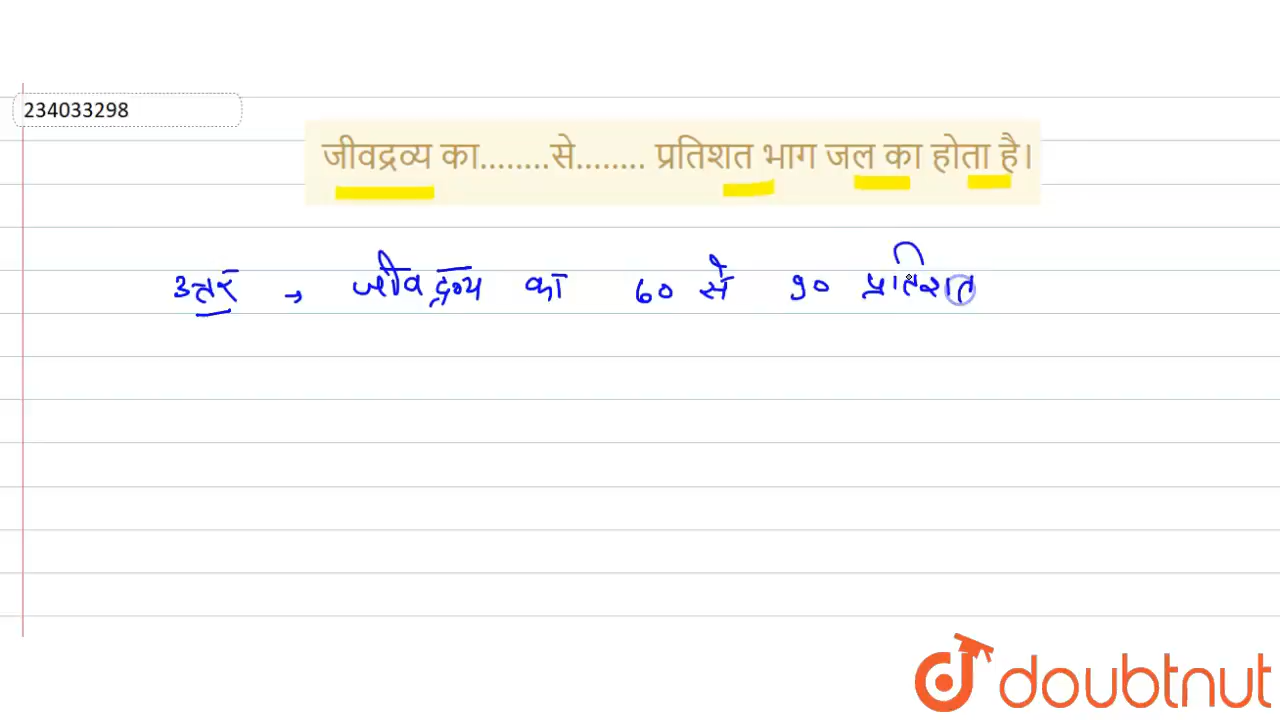 234033298
जीवद्रव्य का........से........ प्रतिशत भाग जल का होता है।
उत्तर → जीवद्रव्य का 60 से 90 प्रतिशत
doubtnut